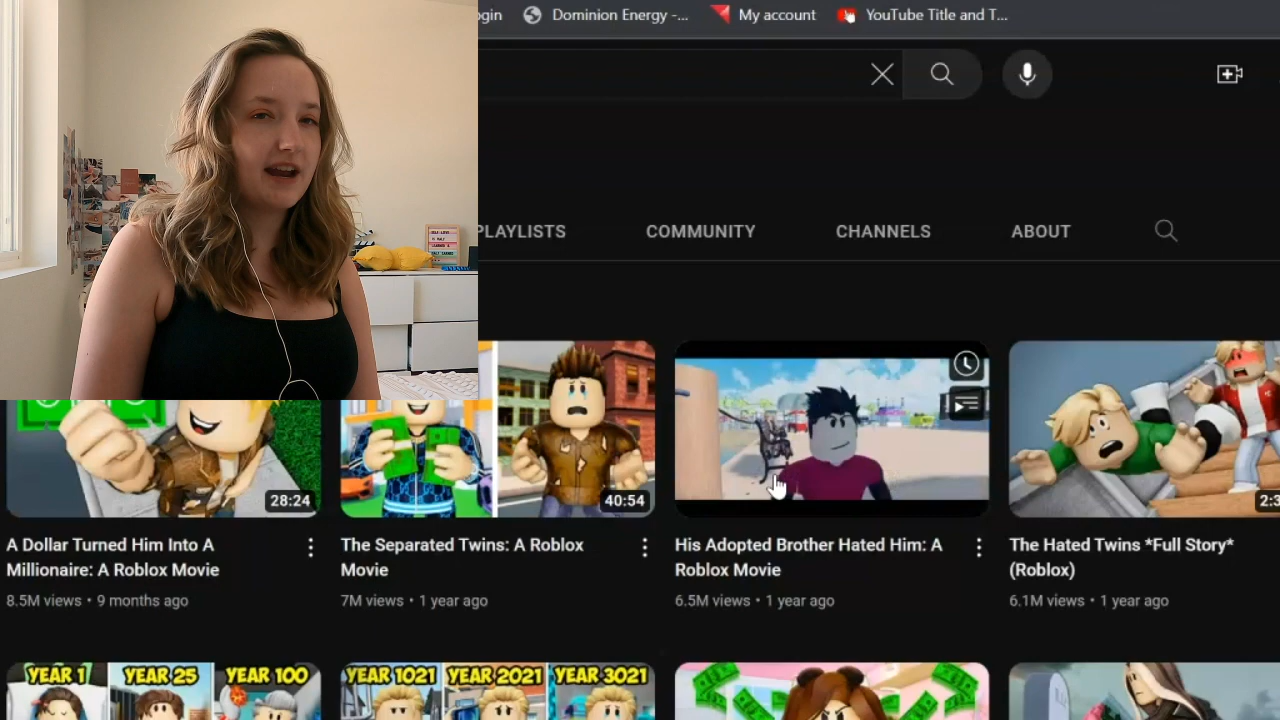 ogin
Dominion Energy -...
My account
YouTube Title and T...
PLAYLISTS
COMMUNITY
CHANNELS
ABOUT
28:24
40:54
2:3
A Dollar Turned Him Into A
Millionaire: A Roblox Movie
8.5M views • 9 months ago
The Separated Twins: A Roblox
Movie
7M views • 1 year ago
His Adopted Brother Hated Him: A
Roblox Movie
6.5M views • 1 year ago
The Hated Twins *Full Story*
(Roblox)
6.1M views • 1 year ago
YEAR 1
YEAR 25
YEAR 100
YEAR 1021
YEAR 2021
YEAR 3021